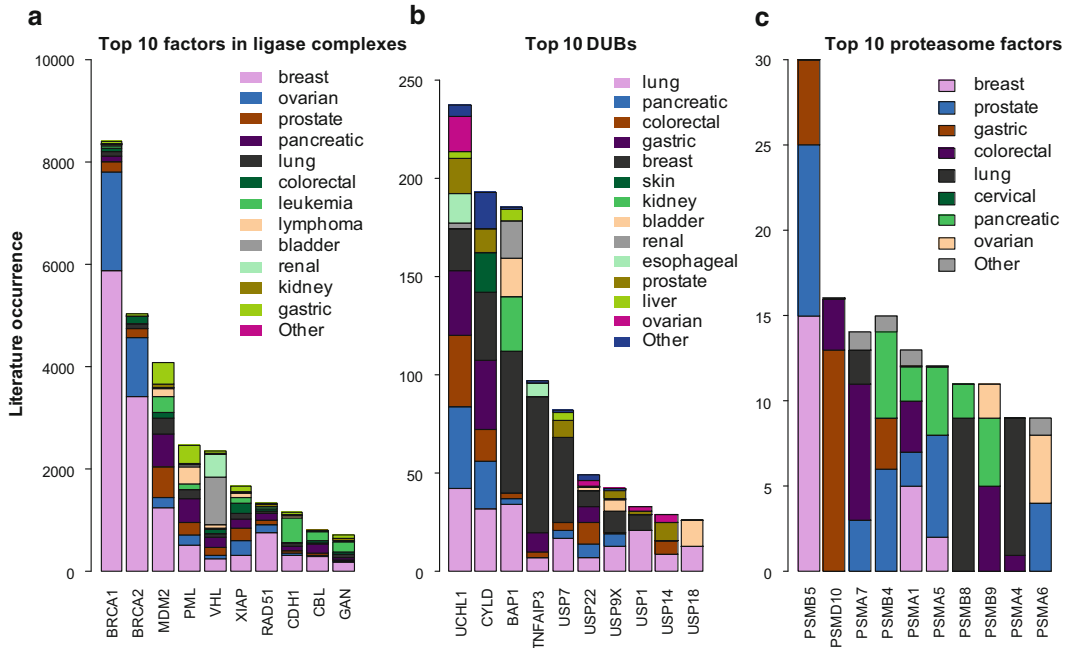 a
Top 10 factors in ligase complexes
Literature occurrence
10000
8000
6000
4000
2000
0
breast
ovarian
prostate
pancreatic
lung
colorectal
leukemia
lymphoma
bladder
renal
kidney
gastric
Other
BRCA1
BRCA2
MDM2
PML
VHL
XIAP
RAD51
CDH1
CBL
GAN
b
Top 10 DUBs
250
200
150
100
50
0
lung
pancreatic
colorectal
gastric
breast
skin
kidney
bladder
renal
esophageal
prostate
liver
ovarian
Other
UCHL1
CYLD
BAP1
TNFAIP3
USP7
USP22
USP9X
USP1
USP14
USP18
c
Top 10 proteasome factors
30
25
20
15
10
5
0
breast
prostate
gastric
colorectal
lung
cervical
pancreatic
ovarian
Other
PSMB5
PSMD10
PSMA7
PSMB4
PSMA1
PSMA5
PSMB8
PSMB9
PSMA4
PSMA6